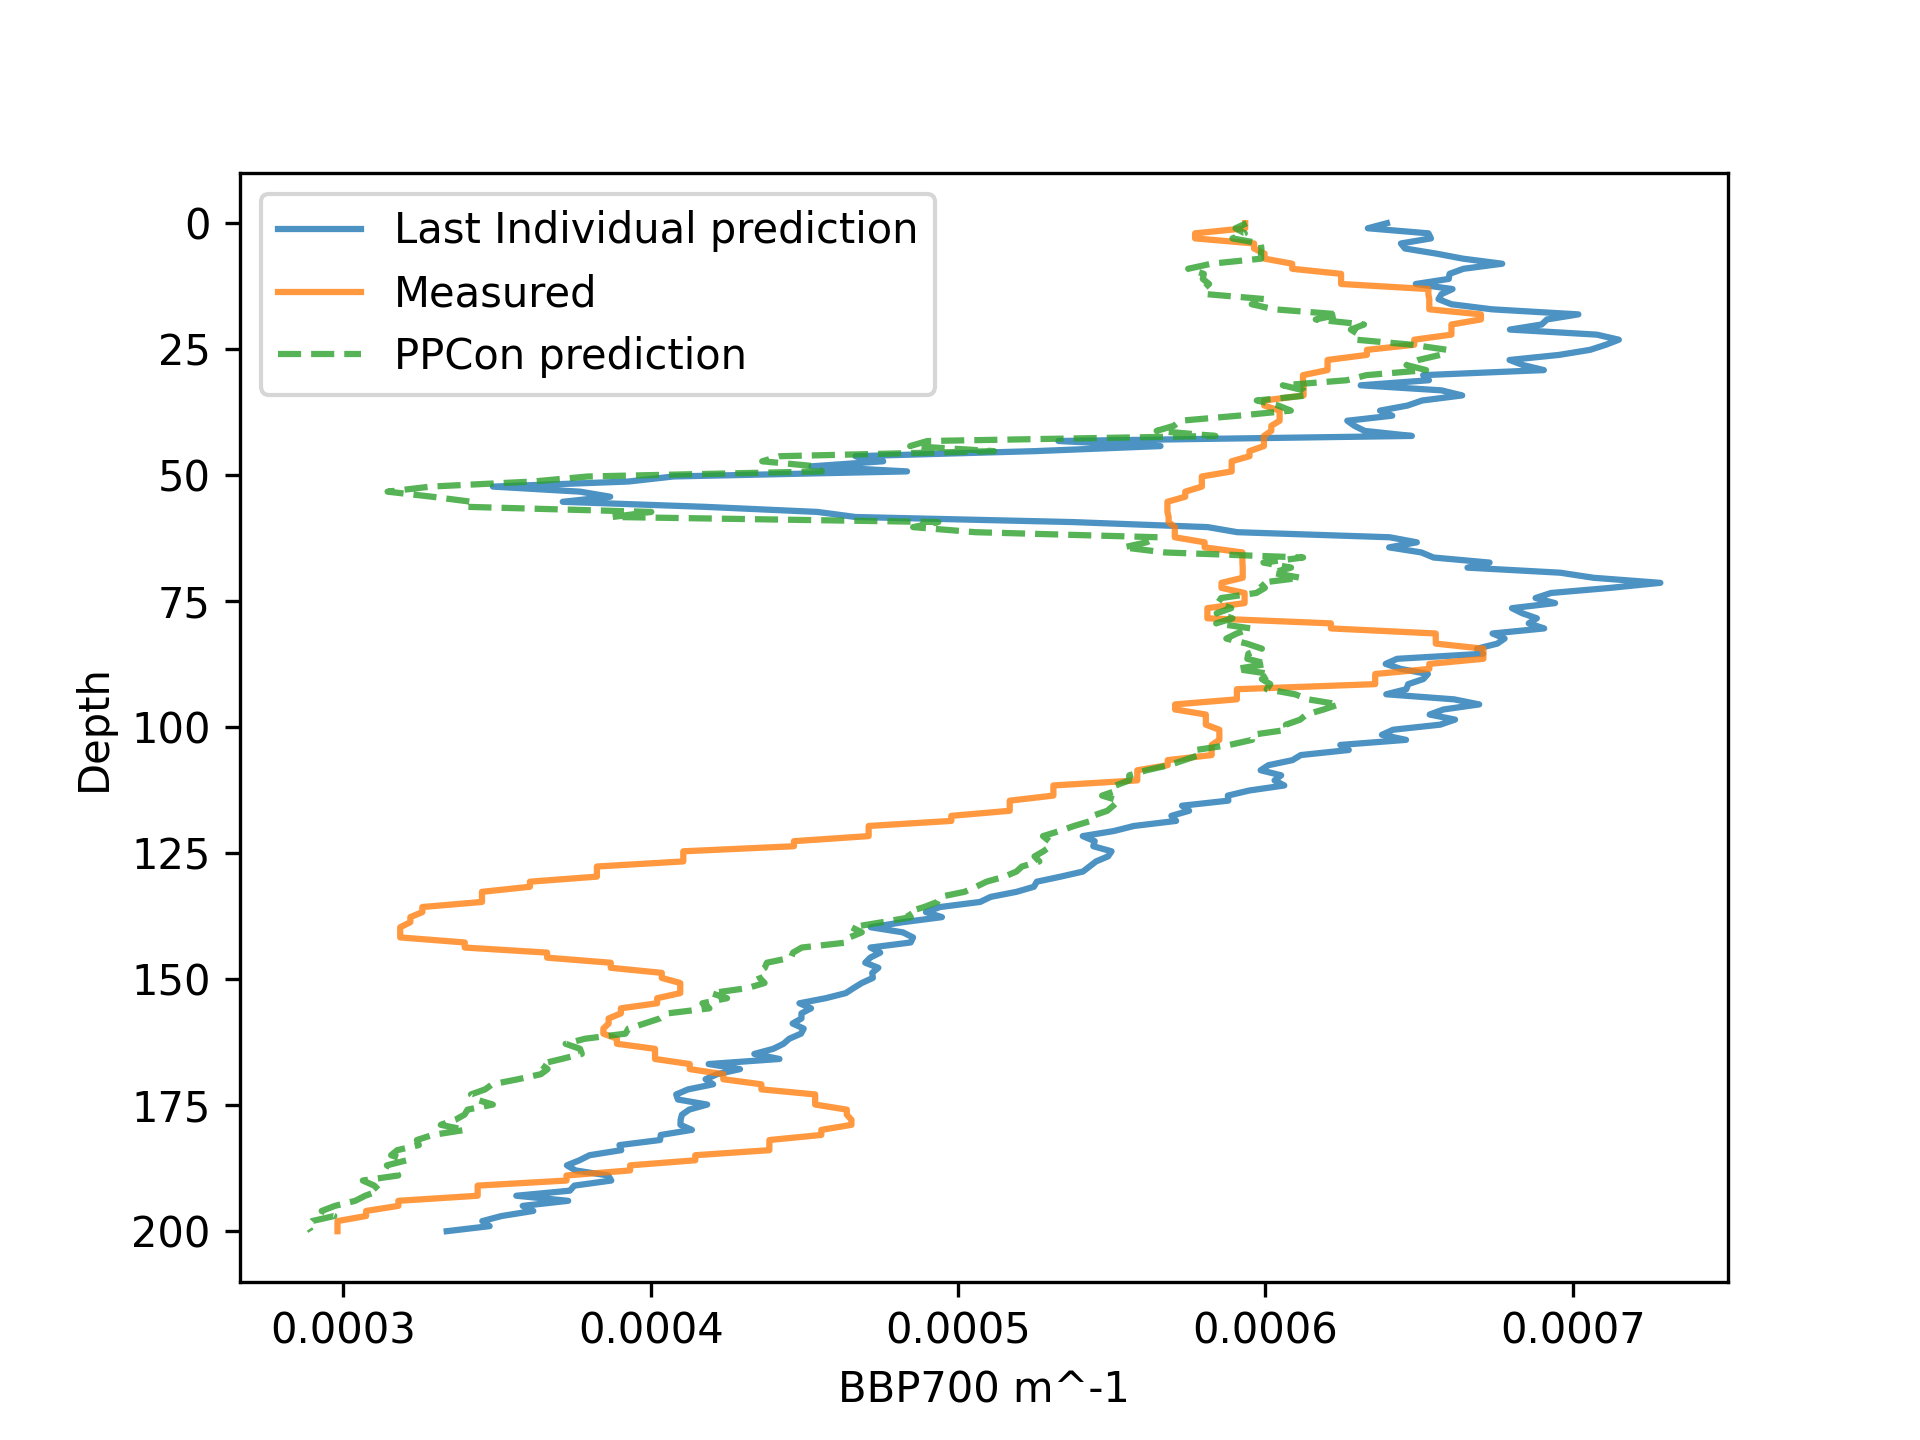 Last Individual prediction
Measured
PPCon prediction
0
25
50
75
100
125
150
175
200
Depth
0.0003 0.0004 0.0005 0.0006 0.0007
BBP700 m^-1